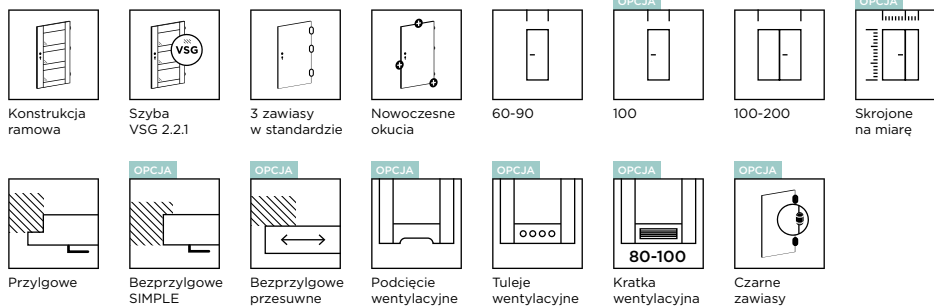 OPCJA
OPCJA
VSG
Konstrukcja
ramowa
Szyba
VSG 2.2.1
3 zawiasy
w standardzie
Nowoczesne
okucia
60-90
100
100-200
Skrojone
na miarę
OPCJA
OPCJA
OPCJA
OPCJA
OPCJA
80-100
Przylgowe
Bezprzylgowe
SIMPLE
Bezprzylgowe
przesuwne
Podcięcie
wentylacyjne
Tuleje
wentylacyjne
Kratka
wentylacyjna
Czarne
zawiasy